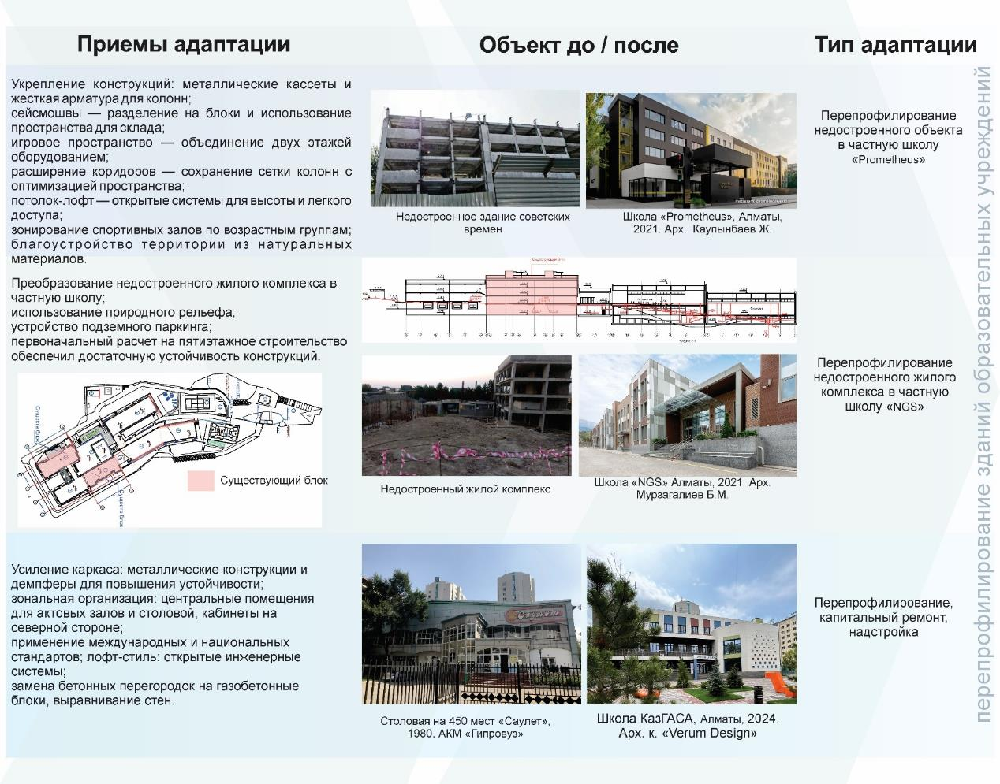 Приемы адаптации
Объект до / после
Тип адаптации
Укрепление конструкций: металлические кассеты и
жесткая арматура для колонн;
сейсмошвы — разделение на блоки и использование
пространства для склада;
игровое пространство — объединение двух этажей
оборудованием;
расширение коридоров — сохранение сетки колонн с
оптимизацией пространства;
потолок-лофт — открытые системы для высоты и легкого
доступа;
зонирование спортивных залов по возрастным группам;
благоустройство территории из натуральных
материалов.
Недостроенное здание советских
времен
Школа «Prometheus», Алматы,
2021. Арх. Каупынбаев Ж.
Перепрофилирование
недостроенного объекта
в частную школу
«Prometheus»
Преобразование недостроенного жилого комплекса в
частную школу;
использование природного рельефа;
устройство подземного паркинга;
первоначальный расчет на пятиэтажное строительство
обеспечил достаточную устойчивость конструкций.
Существующий блок
Недостроенный жилой комплекс
Школа «NGS» Алматы, 2021. Арх.
Мурзагалиев Б.М.
Перепрофилирование
недостроенного жилого
комплекса в частную
школу «NGS»
Усиление каркаса: металлические конструкции и
демпферы для повышения устойчивости;
зональная организация: центральные помещения
для актовых залов и столовой, кабинеты на
северной стороне;
применение международных и национальных
стандартов; лофт-стиль: открытые инженерные
системы;
замена бетонных перегородок на газобетонные
блоки, выравнивание стен.
Столовая на 450 мест «Саулет»,
1980. АКМ «Гипровуз»
Школа КазГАСА, Алматы, 2024.
Арх. к. «Verum Design»
Перепрофилирование,
капитальный ремонт,
надстройка
перепрофилирование зданий образовательных учреждений